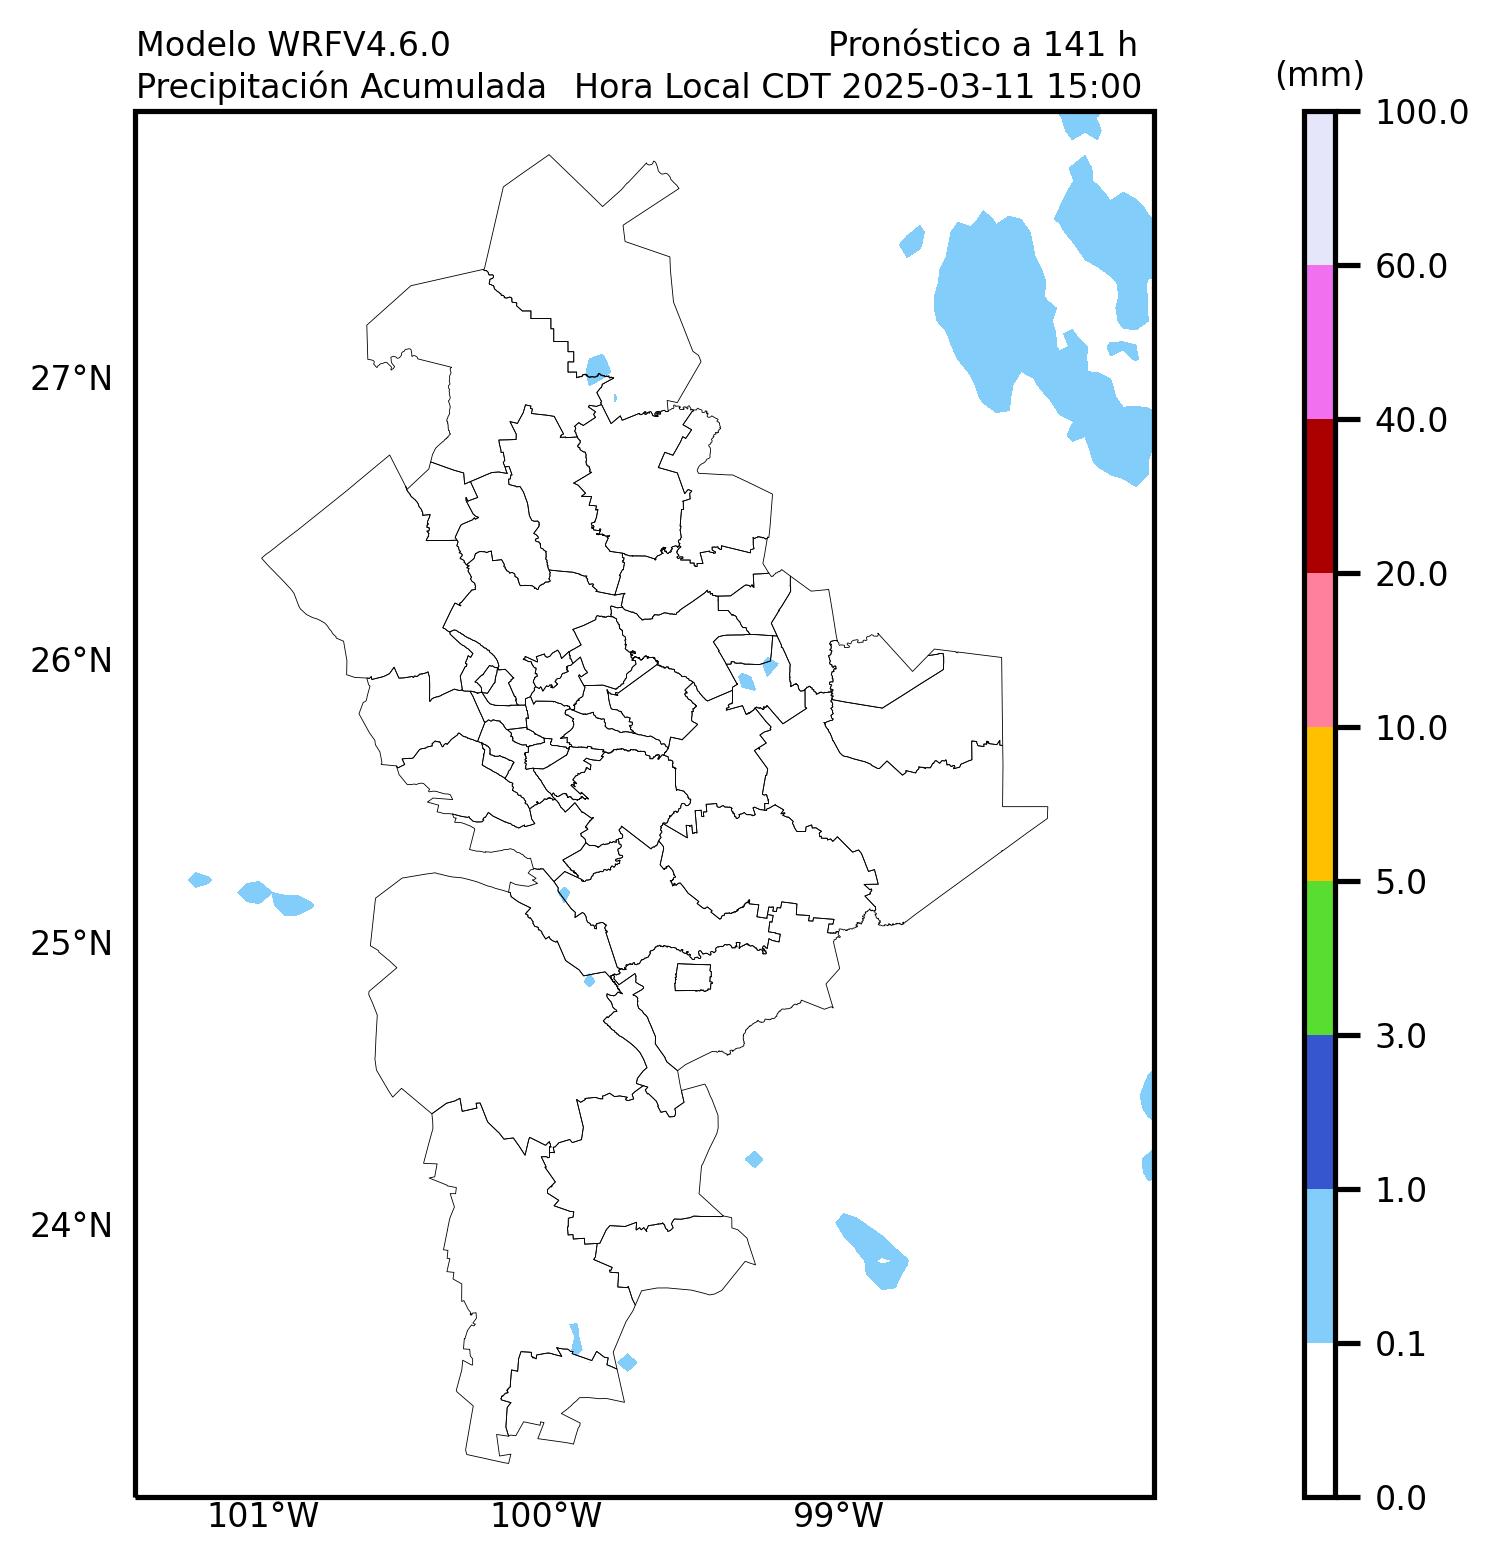 Modelo WRFV4.6.0 Pronóstico a 141 h
Precipitación Acumulada Hora Local CDT 2025-03-11 15:00
(mm)
100.0
60.0
40.0
20.0
10.0
5.0
3.0
1.0
0.1
0.0
27°N
26°N
25°N
24°N
101°W 100°W 99°W